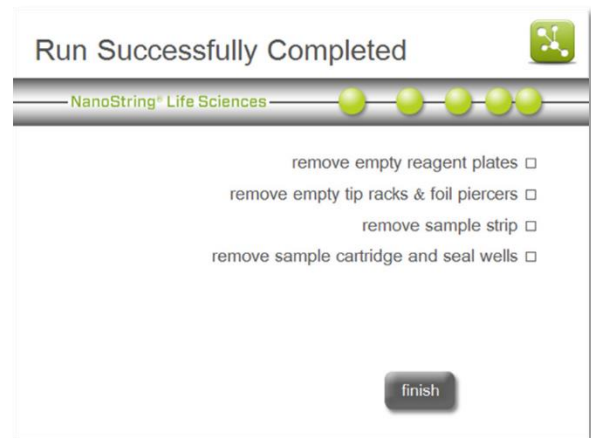 Run Successfully Completed
NanoString® Life Sciences
remove empty reagent plates
remove empty tip racks & foil piercers
remove sample strip
remove sample cartridge and seal wells
finish